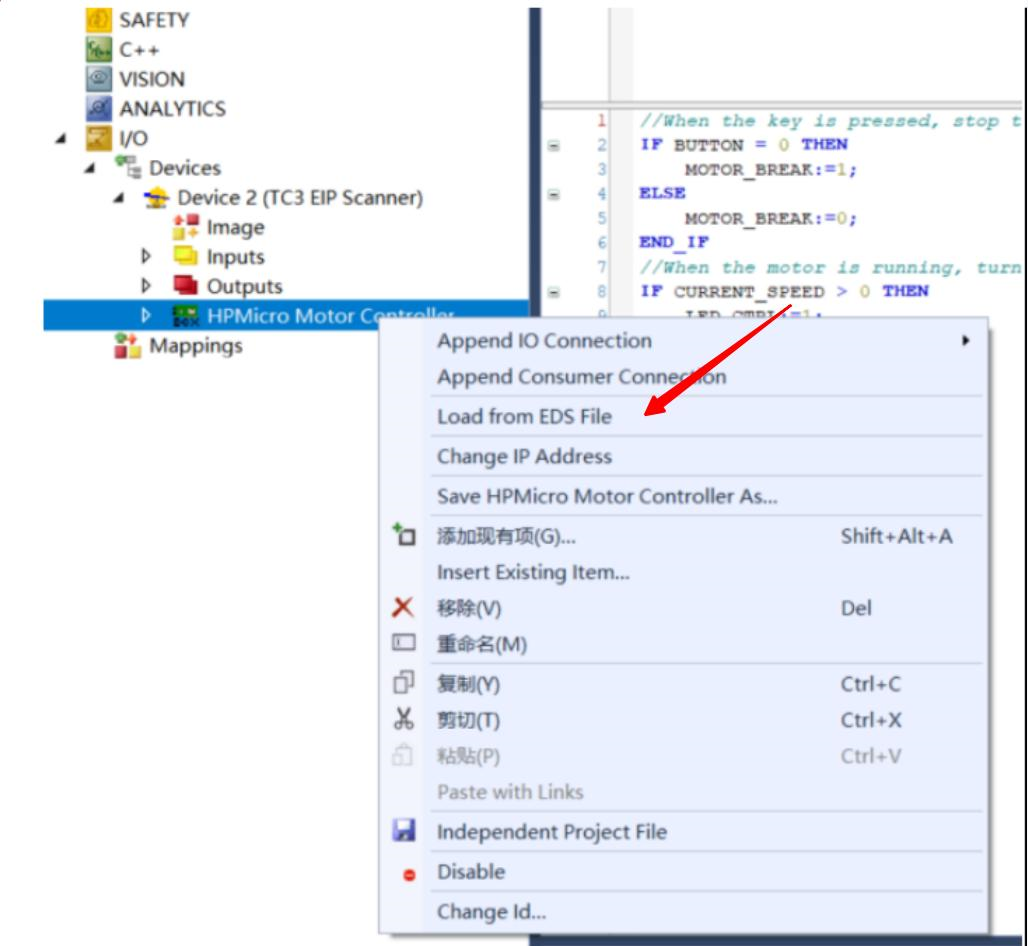 SAFETY
C++
VISION
ANALYTICS
I/O
Devices
Device 2 (TC3 EIP Scanner)
Image
Inputs
Outputs
HPMicro Motor Controller
Mappings
1 //When the key is pressed, stop t
2 IF BUTTON = 0 THEN
3 MOTOR_BREAK:=1;
4 ELSE
5 MOTOR_BREAK:=0;
6 END_IF
7 //When the motor is running, turn
8 IF CURRENT_SPEED > 0 THEN
9 LED_CTRL:=1;
Append IO Connection
Append Consumer Connection
Load from EDS File
Change IP Address
Save HPMicro Motor Controller As...
添加现有项(G)... Shift+Alt+A
Insert Existing Item...
移除(V) Del
重命名(M)
复制(Y) Ctrl+C
剪切(T) Ctrl+X
粘贴(P) Ctrl+V
Paste with Links
Independent Project File
Disable
Change Id...